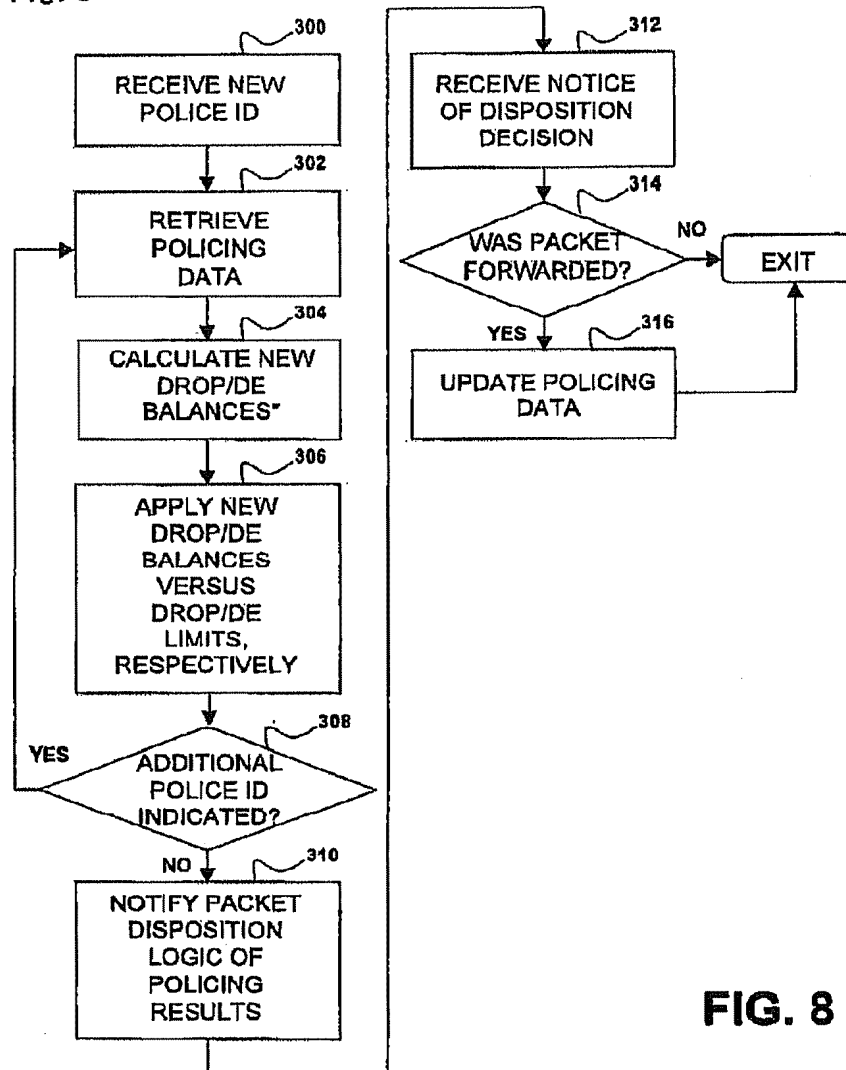 300
RECEIVE NEW
POLICE ID
302
RETRIEVE
POLICING
DATA
304
CALCULATE NEW
DROP/DE
BALANCES"
306
APPLY NEW
DROP/DE
BALANCES
VERSUS
DROP/DE
LIMITS,
RESPECTIVELY
308
YES
ADDITIONAL
POLICE ID
INDICATED?
NO
310
NOTIFY PACKET
DISPOSITION
LOGIC OF
POLICING
RESULTS
312
RECEIVE NOTICE
OF DISPOSITION
DECISION
314
WAS PACKET
FORWARDED?
NO
EXIT
YES
316
UPDATE POLICING
DATA
FIG. 8